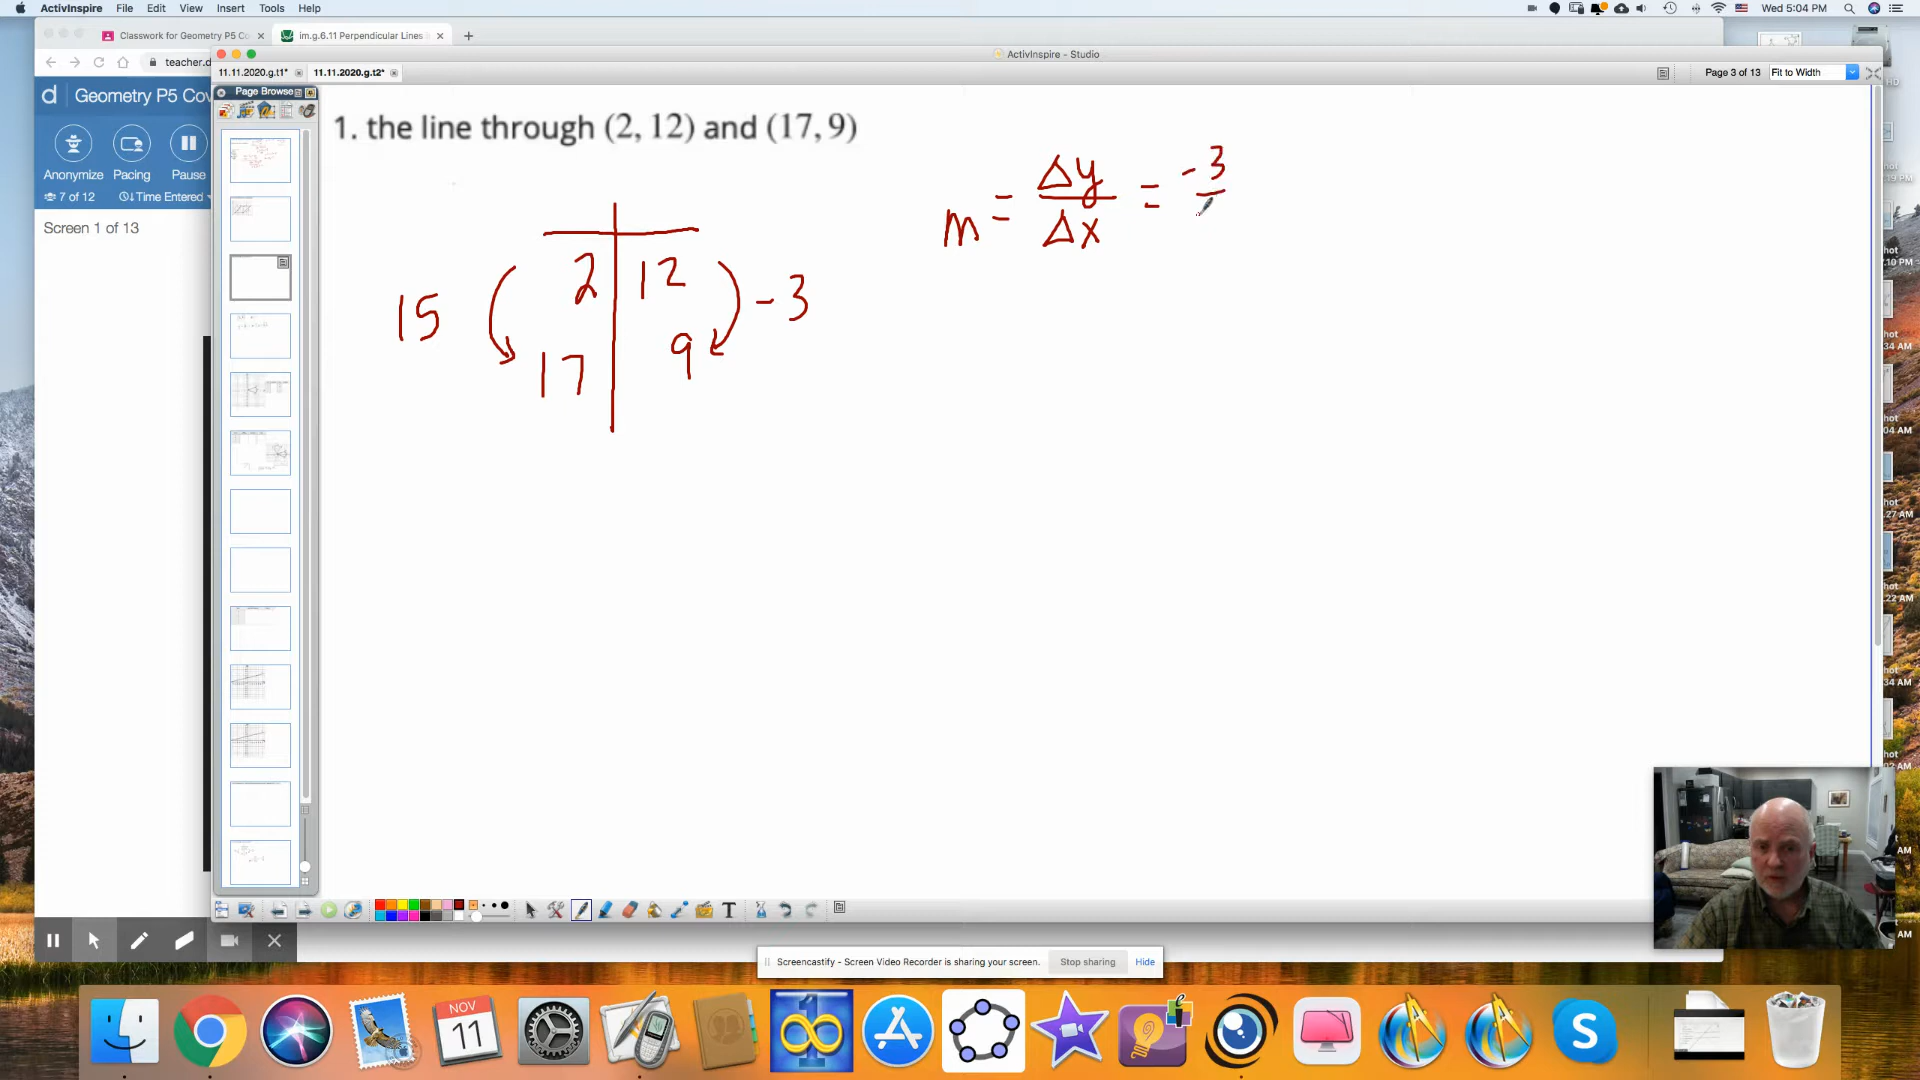 ActivInspire File Edit View Insert Tools Help
Wed 5:04 PM
Classwork for Geometry P5 Co
im.g.6.11 Perpendicular Lines
teacher.d
ActivInspire - Studio
11.11.2020.g.t1*
11.11.2020.g.t2*
Page 3 of 13
Fit to Width
d Geometry P5 Cov
Anonymize Pacing Pause
7 of 12 Time Entered
Screen 1 of 13
Page Browse
1. the line through (2, 12) and (17, 9)
m = Δy/Δx = -3/
2 12
15 -3
17 9
Screencastify - Screen Video Recorder is sharing your screen.
Stop sharing
Hide
NOV
11